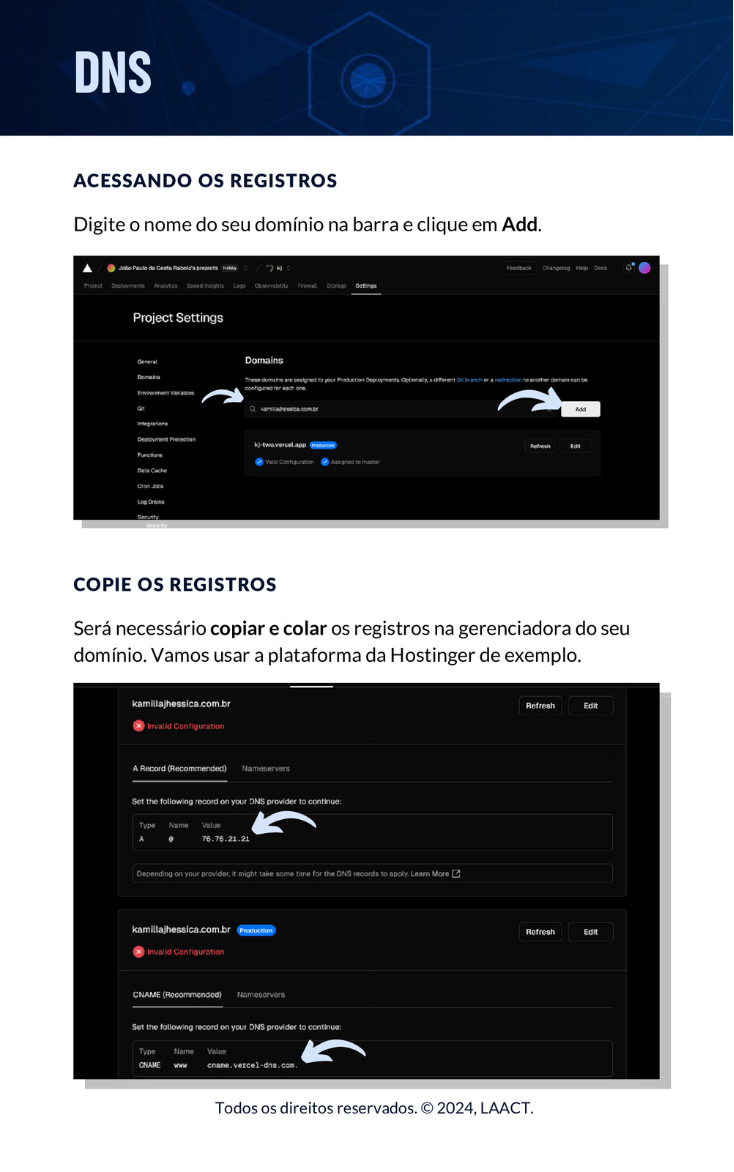 DNS
ACESSANDO OS REGISTROS
Digite o nome do seu domínio na barra e clique em Add.
João Paulo da Costa Rabelo's projects Hobby / kj
Feedback Changelog Help Docs
Project Deployments Analytics Speed Insights Logs Observability Firewall Storage Settings
Project Settings
General
Domains
Environment Variables
Git
Integrations
Deployment Protection
Functions
Data Cache
Cron Jobs
Log Drains
Security
Security
Domains
These domains are assigned to your Production Deployments. Optionally, a different Git branch or a redirection to another domain can be
configured for each one.
kamillajhessica.com.br
Add
kj-two.vercel.app Production
Refresh Edit
Valid Configuration Assigned to master
COPIE OS REGISTROS
Será necessário copiar e colar os registros na gerenciadora do seu
domínio. Vamos usar a plataforma da Hostinger de exemplo.
kamillajhessica.com.br
Refresh Edit
Invalid Configuration
A Record (Recommended) Nameservers
Set the following record on your DNS provider to continue:
Type Name Value
A @ 76.76.21.21
Depending on your provider, it might take some time for the DNS records to apply. Learn More
kamillajhessica.com.br Production
Refresh Edit
Invalid Configuration
CNAME (Recommended) Nameservers
Set the following record on your DNS provider to continue:
Type Name Value
CNAME www cname.vercel-dns.com.
Todos os direitos reservados. © 2024, LAACT.